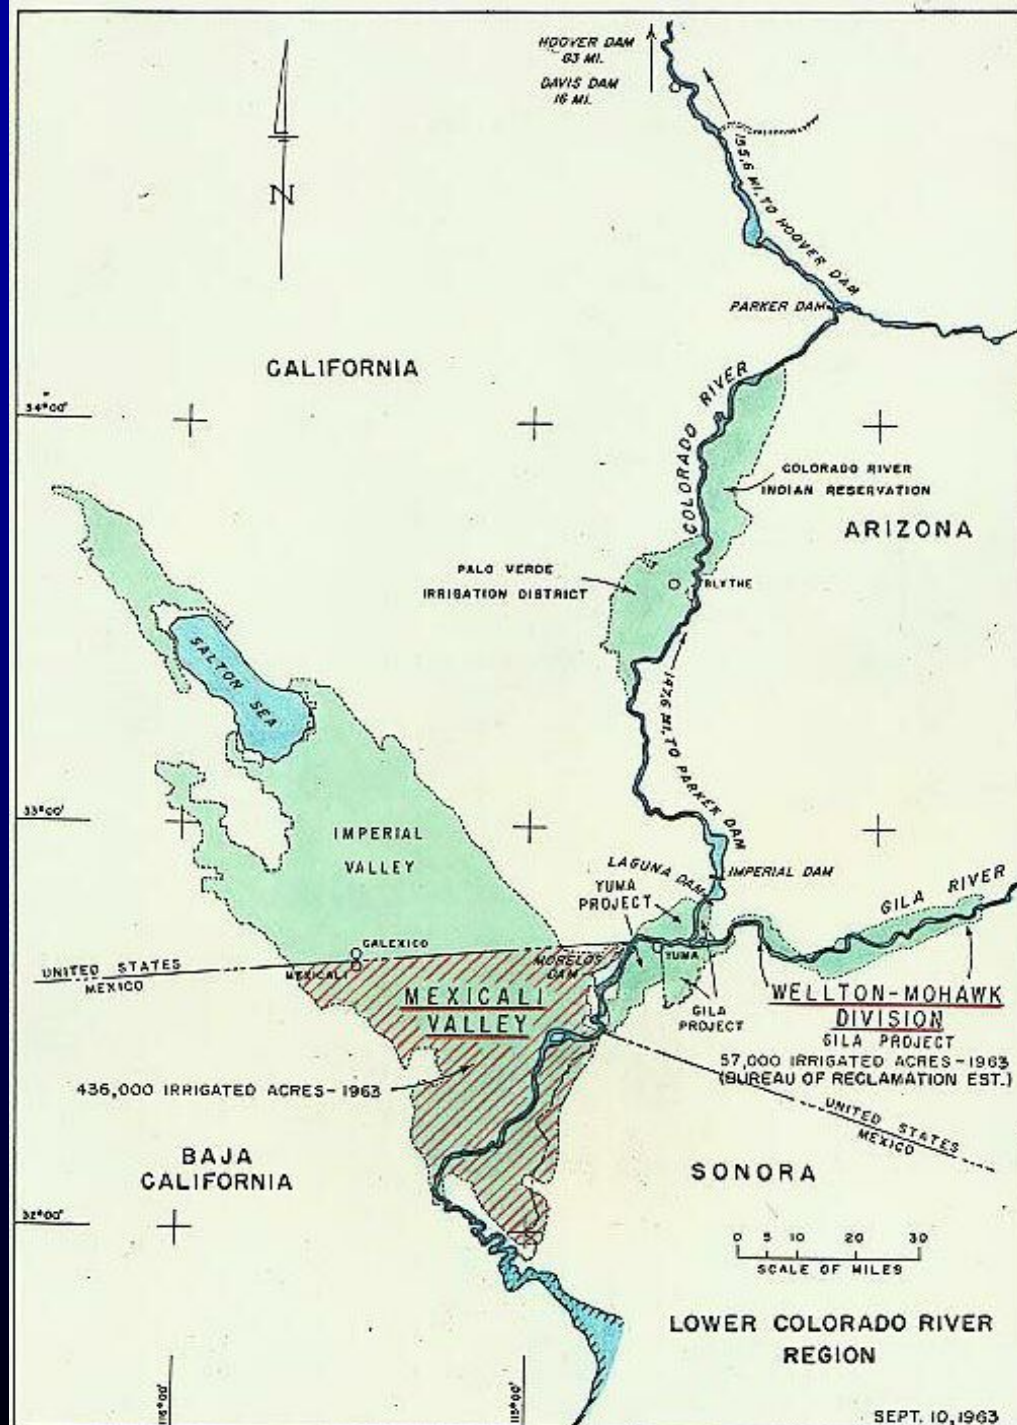 HOOVER DAM
63 MI.
DAVIS DAM
16 MI.
N
155.6 MI. TO HOOVER DAM
PARKER DAM
CALIFORNIA
34°00'
COLORADO RIVER
COLORADO RIVER
INDIAN RESERVATION
ARIZONA
PALO VERDE
IRRIGATION DISTRICT
BLYTHE
SALTON SEA
147.6 MI. TO PARKER DAM
33°00'
IMPERIAL
VALLEY
LAGUNA DAM
IMPERIAL DAM
YUMA
PROJECT
GILA RIVER
CALEXICO
MEXICALI
UNITED STATES
MEXICO
MORELOS
DAM
YUMA
MEXICALI
VALLEY
GILA
PROJECT
WELLTON-MOHAWK
DIVISION
GILA PROJECT
57,000 IRRIGATED ACRES-1963
(BUREAU OF RECLAMATION EST.)
436,000 IRRIGATED ACRES-1963
UNITED STATES
MEXICO
BAJA
CALIFORNIA
SONORA
32°00'
0 5 10 20 30
SCALE OF MILES
LOWER COLORADO RIVER
REGION
116°00'
115°00'
SEPT. 10, 1963